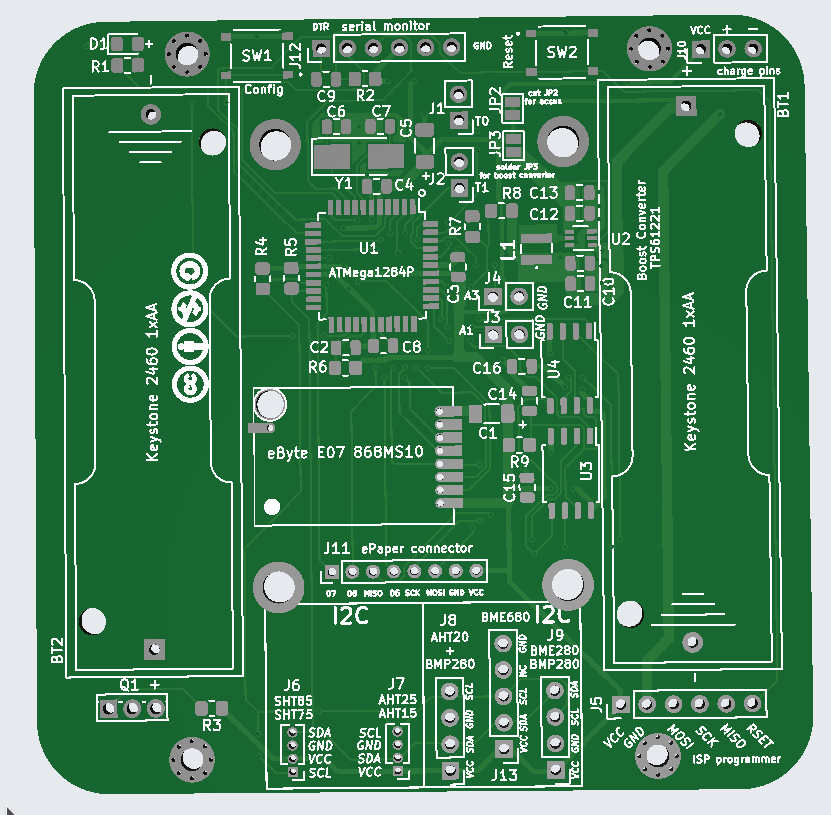 DTR serial monitor
GND
D1 +
R1
SW1
J12
Config
Reset
SW2
VCC + -
J10
+
charge pins
BT1
C9 R2
C6 C7
C5
J1
T0
JP2
cut JP2
for accus
JP3
solder JP3
for boost converter
Y1
C4
+
J2
T1
R8
C13
C12
U1
ATMega1284P
R7
C3
L1
U2
Boost Converter
TPS61221
R4
R5
J4
A3
GND
C11
C10
J3
A1
GND
C2
C8
R6
C16
U4
C14
C1
+
R9
C15
U3
Keystone 2460 1xAA
Keystone 2460 1xAA
eByte E07 868MS10
J11 ePaper connector
D7 D6 MISO D5 SCK MOSI GND VCC
BT2
Q1 +
R3
I2C
I2C
J6
SHT85
SHT75
SDA
GND
VCC
SCL
J7
AHT25
AHT15
SCL
GND
SDA
VCC
J8
AHT20
+
BMP280
SCL
GND
SDA
VCC
BME680
GND
NC
SCL
SDA
VCC
J13
J9
BME280
BMP280
SDA
SCL
GND
VCC
J5
VCC
GND
MOSI
SCK
MISO
RSET
ISP programmer